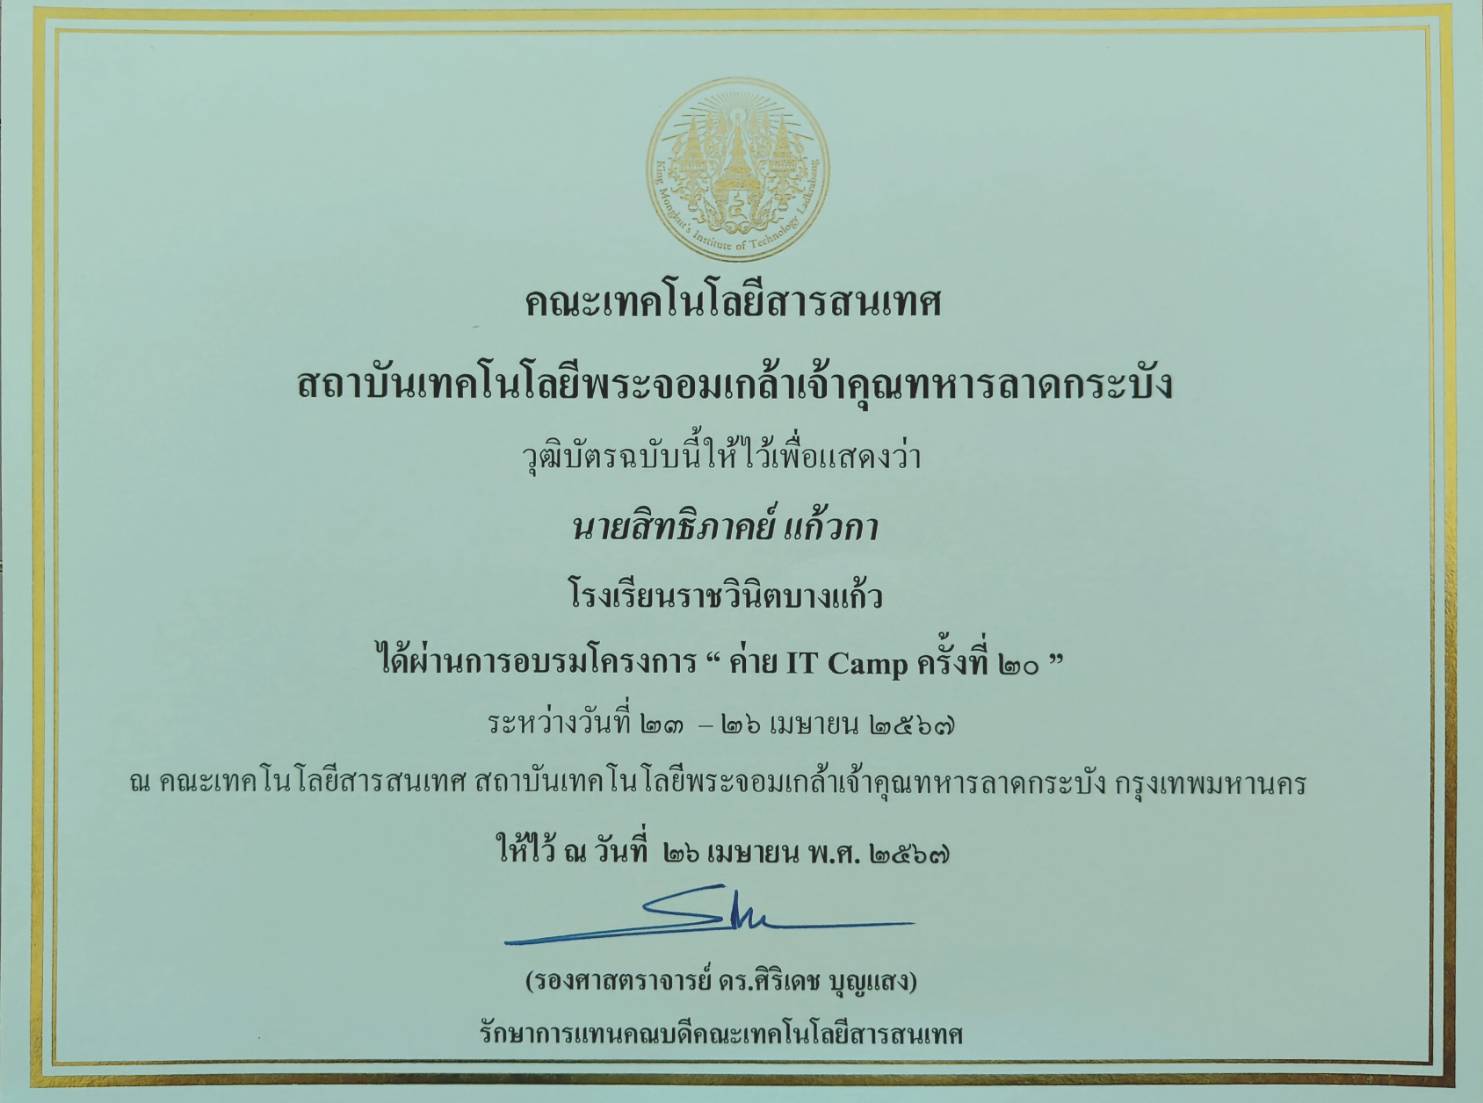 King Mongkut's Institute of Technology Ladkrabang
คณะเทคโนโลยีสารสนเทศ
สถาบันเทคโนโลยีพระจอมเกล้าเจ้าคุณทหารลาดกระบัง
วุฒิบัตรฉบับนี้ให้ไว้เพื่อแสดงว่า
นายสิทธิภาคย์ แก้วกา
โรงเรียนราชวินิตบางแก้ว
ได้ผ่านการอบรมโครงการ “ ค่าย IT Camp ครั้งที่ ๒๐ ”
ระหว่างวันที่ ๒๓ – ๒๖ เมษายน ๒๕๖๗
ณ คณะเทคโนโลยีสารสนเทศ สถาบันเทคโนโลยีพระจอมเกล้าเจ้าคุณทหารลาดกระบัง กรุงเทพมหานคร
ให้ไว้ ณ วันที่ ๒๖ เมษายน พ.ศ. ๒๕๖๗
(รองศาสตราจารย์ ดร.ศิริเดช บุญแสง)
รักษาการแทนคณบดีคณะเทคโนโลยีสารสนเทศ